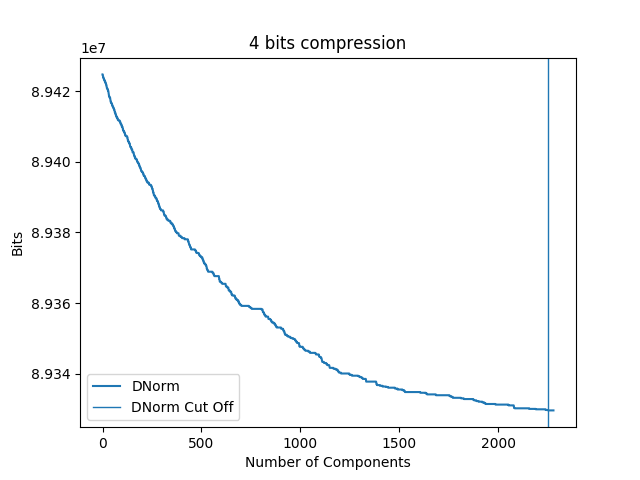 4 bits compression
1e7
8.942
8.940
8.938
8.936
8.934
Bits
DNorm
DNorm Cut Off
0 500 1000 1500 2000
Number of Components